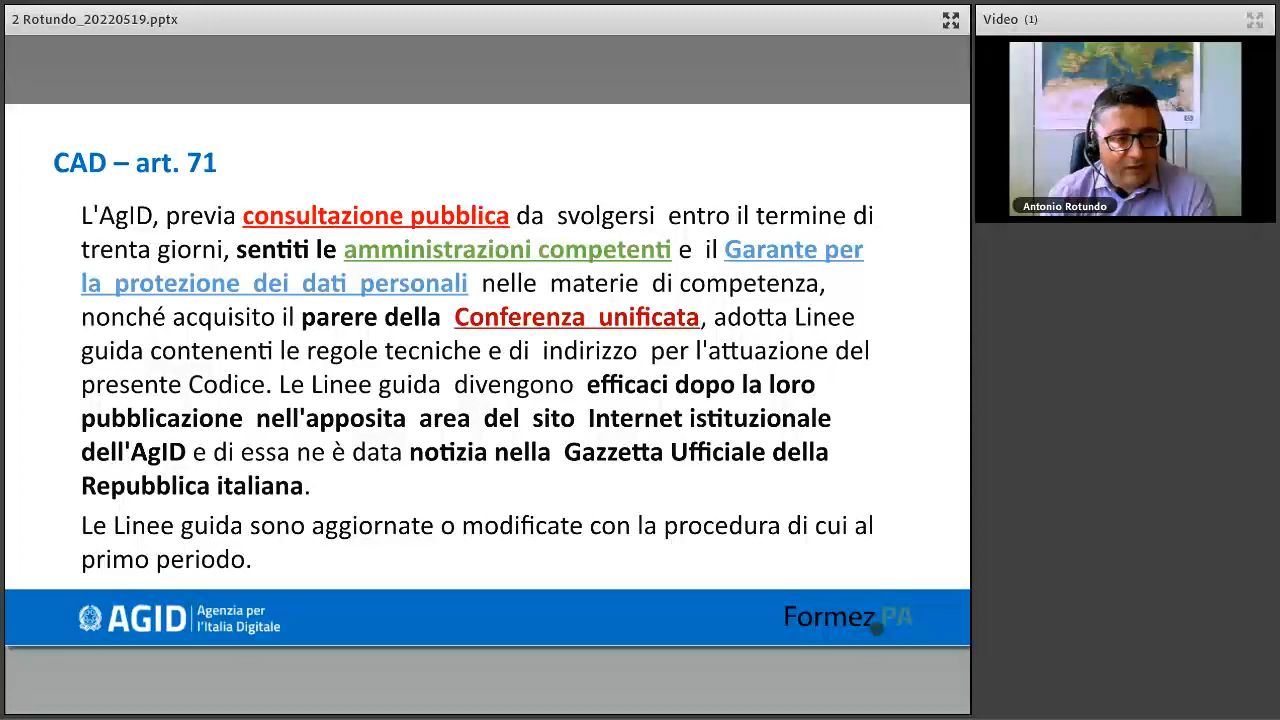 2 Rotundo_20220519.pptx
Video (1)
Antonio Rotundo
CAD – art. 71
L'AgID, previa consultazione pubblica da svolgersi entro il termine di
trenta giorni, sentiti le amministrazioni competenti e il Garante per
la protezione dei dati personali nelle materie di competenza,
nonché acquisito il parere della Conferenza unificata, adotta Linee
guida contenenti le regole tecniche e di indirizzo per l'attuazione del
presente Codice. Le Linee guida divengono efficaci dopo la loro
pubblicazione nell'apposita area del sito Internet istituzionale
dell'AgID e di essa ne è data notizia nella Gazzetta Ufficiale della
Repubblica italiana.
Le Linee guida sono aggiornate o modificate con la procedura di cui al
primo periodo.
AGID
Agenzia per
l'Italia Digitale
Formez PA